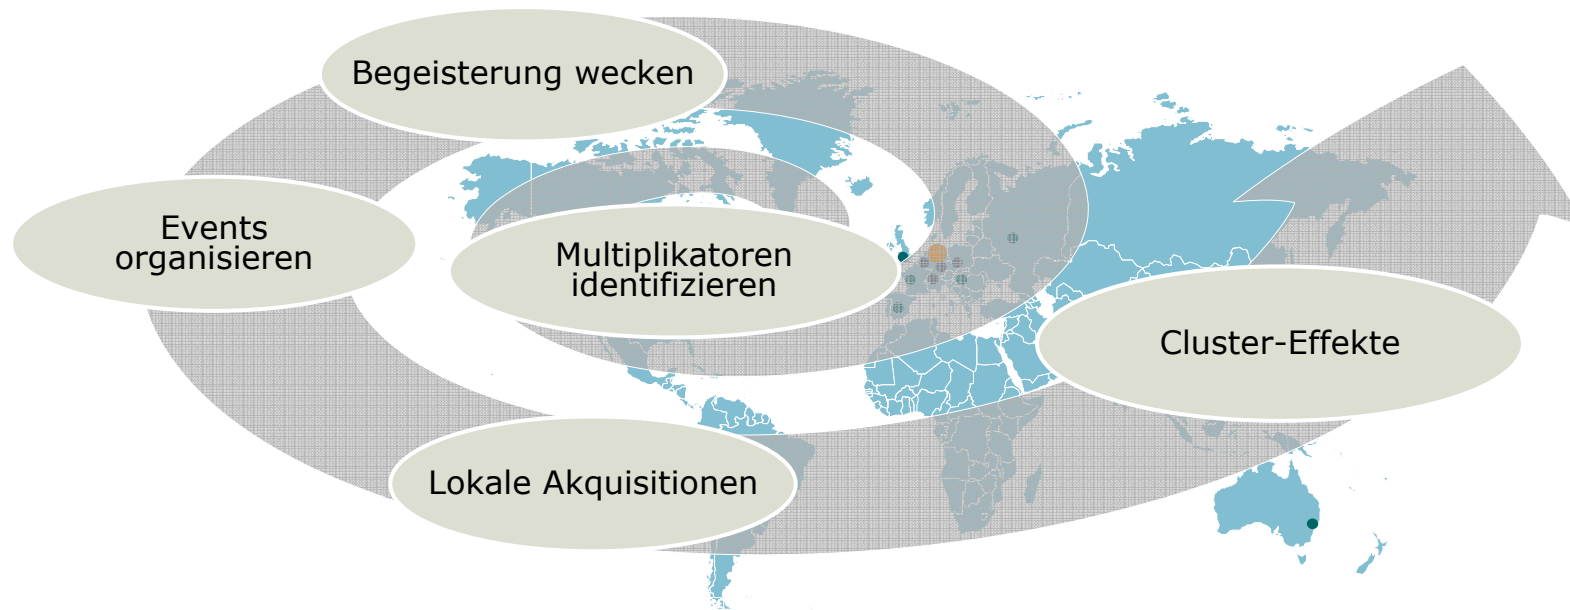 Begeisterung wecken
Events
organisieren
Multiplikatoren
identifizieren
Cluster-Effekte
Lokale Akquisitionen